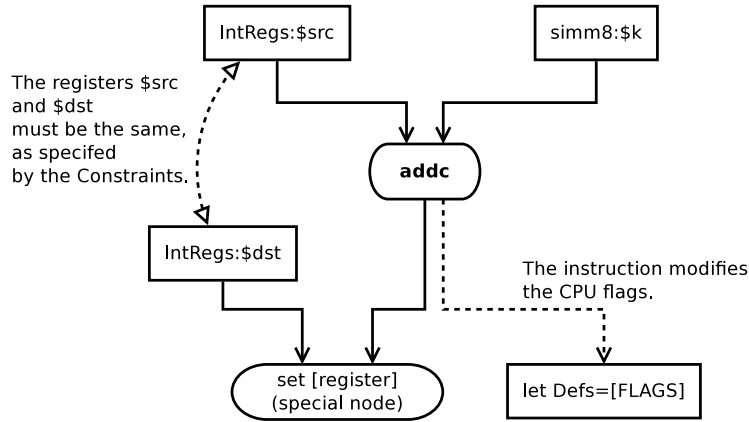 IntRegs:$src
simm8:$k
The registers $src
and $dst
must be the same,
as specifed
by the Constraints.
addc
IntRegs:$dst
The instruction modifies
the CPU flags.
set [register]
(special node)
let Defs=[FLAGS]